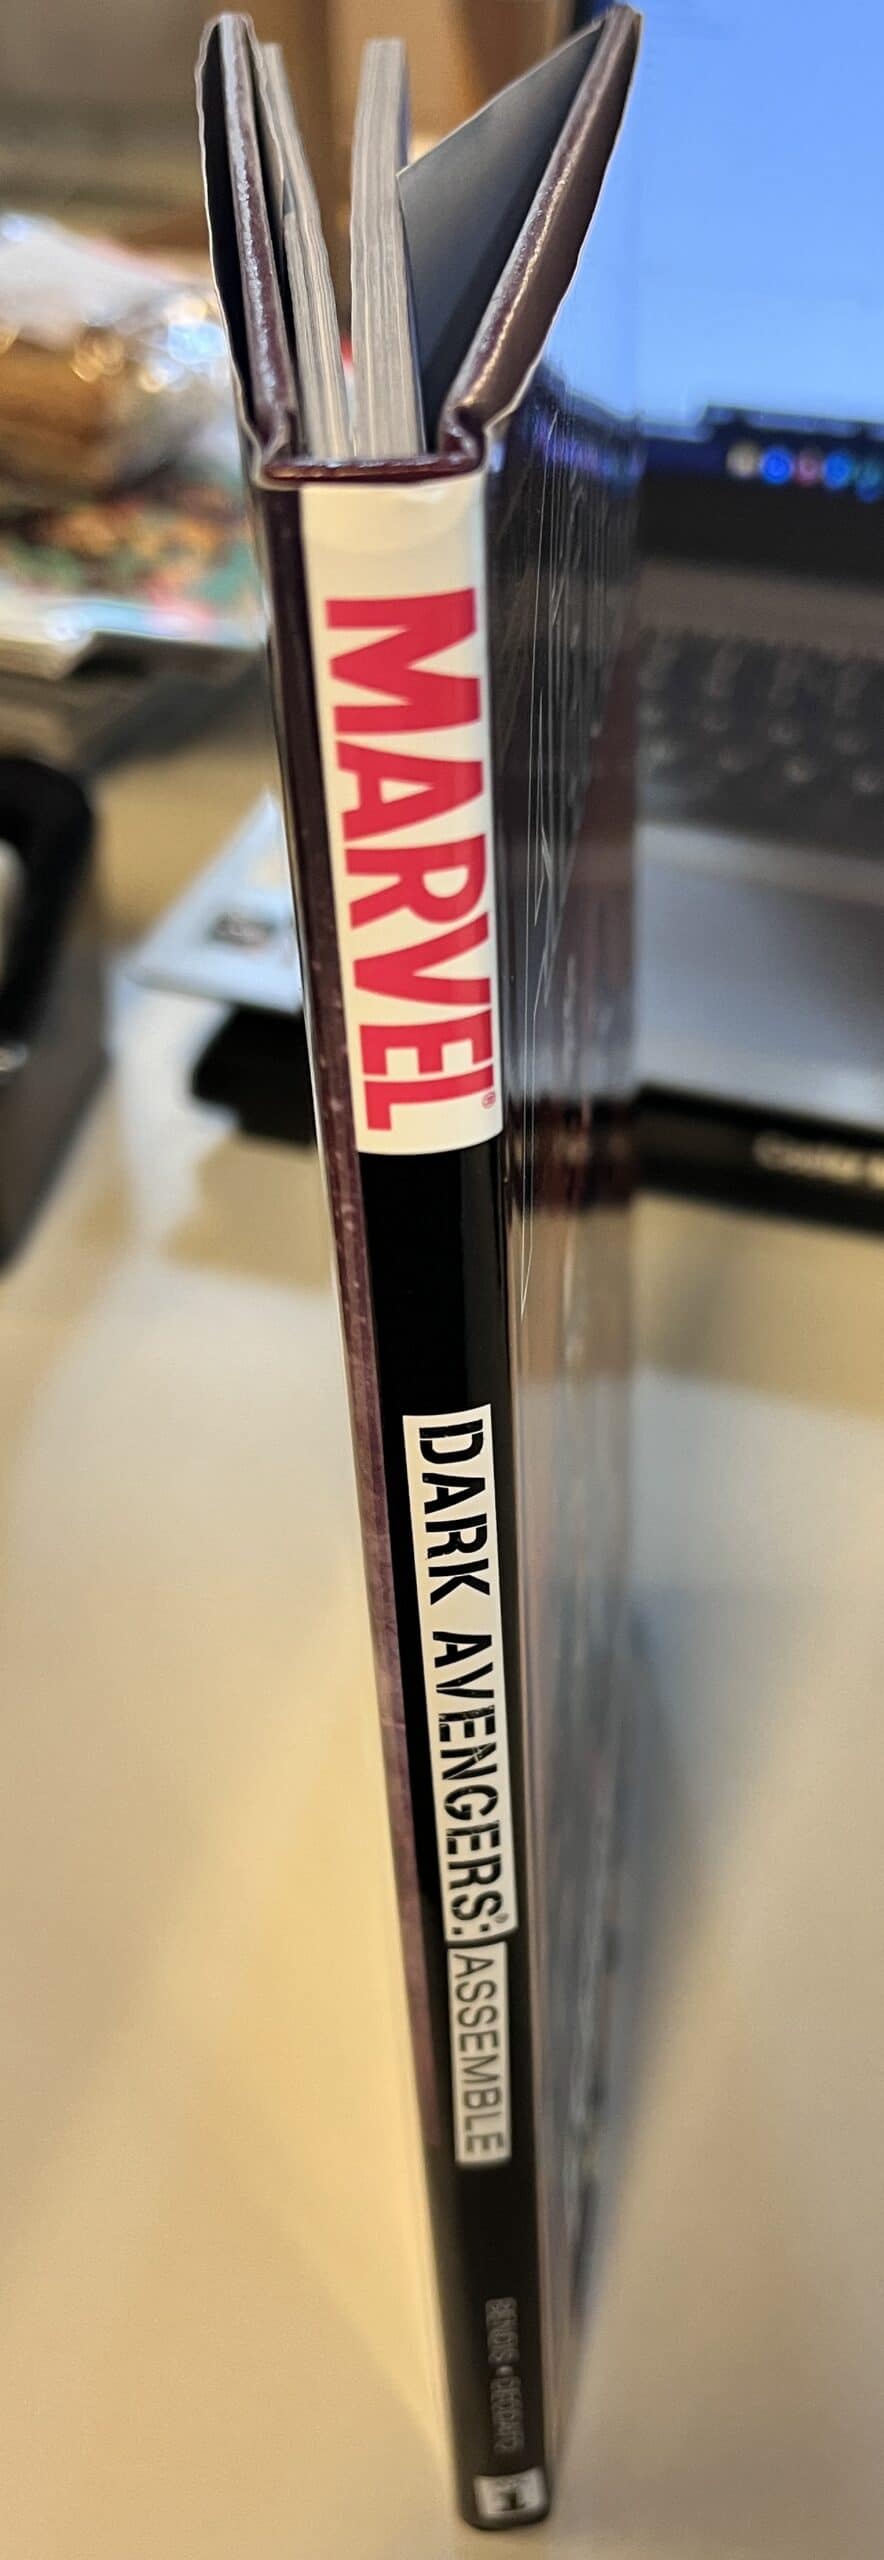 MARVEL®
DARK AVENGERS:®
ASSEMBLE
BENDIS • DEODATO